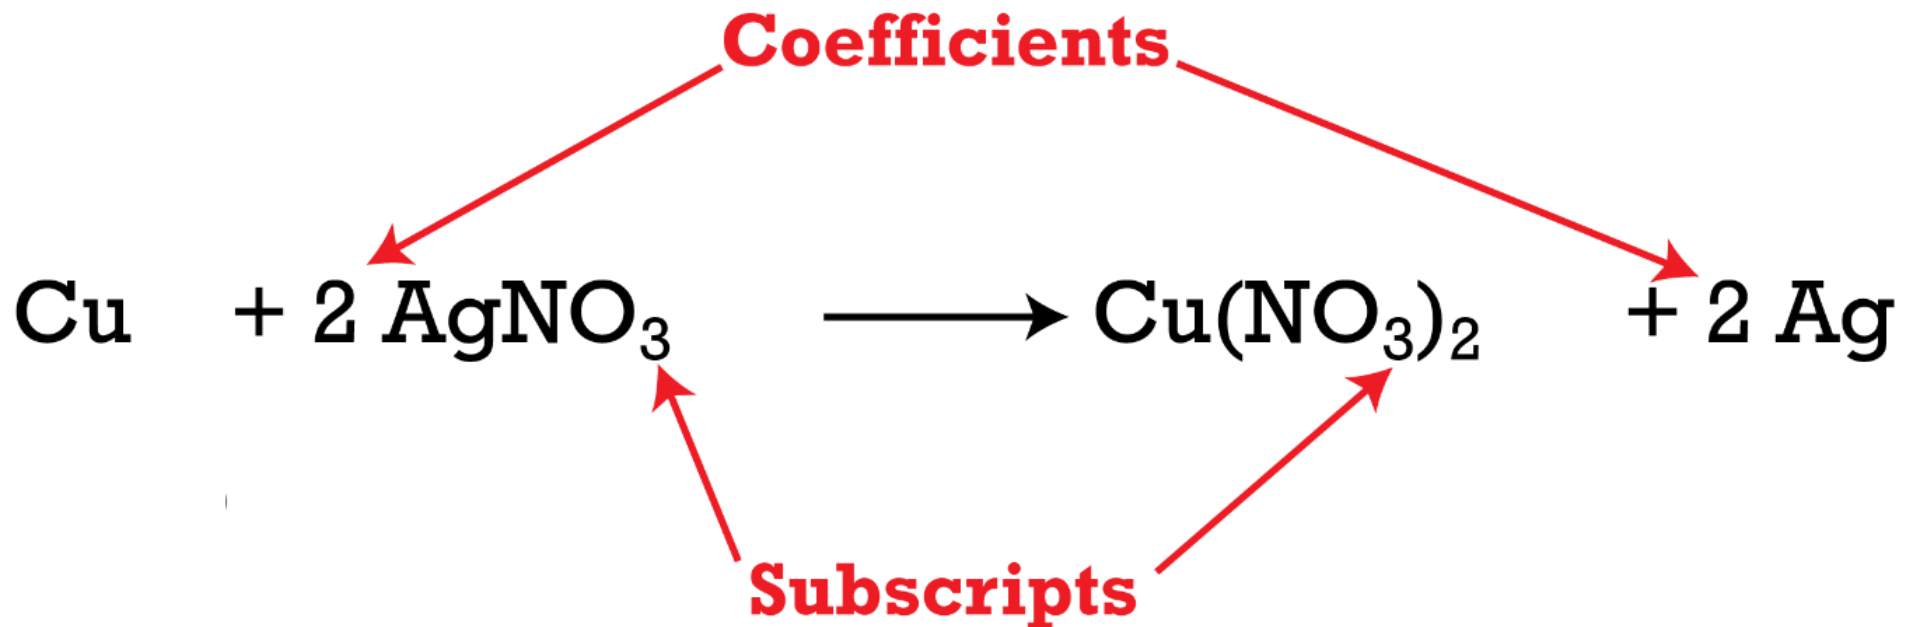 Coefficients
Cu + 2 AgNO₃ ⟶ Cu(NO₃)₂ + 2 Ag
Subscripts